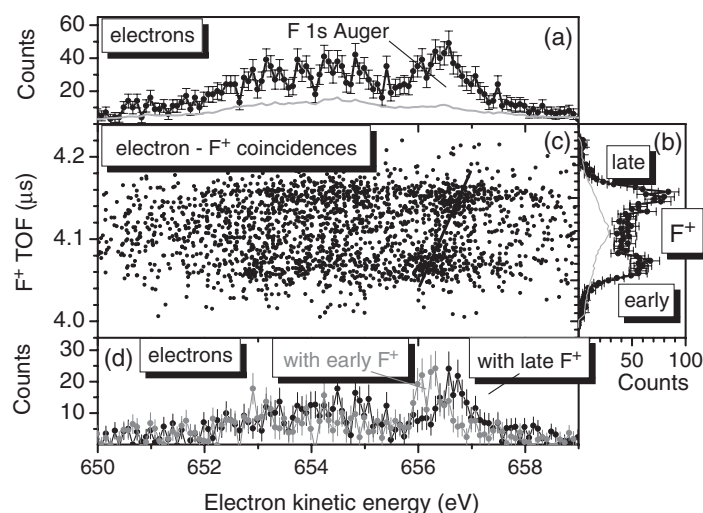 60
40
20
Counts
electrons
F 1s Auger
(a)
4.2
4.1
4.0
F⁺ TOF (μs)
electron - F⁺ coincidences
(c)
(b)
late
F⁺
early
50
100
Counts
30
20
10
Counts
(d)
electrons
with early F⁺
with late F⁺
650
652
654
656
658
Electron kinetic energy (eV)